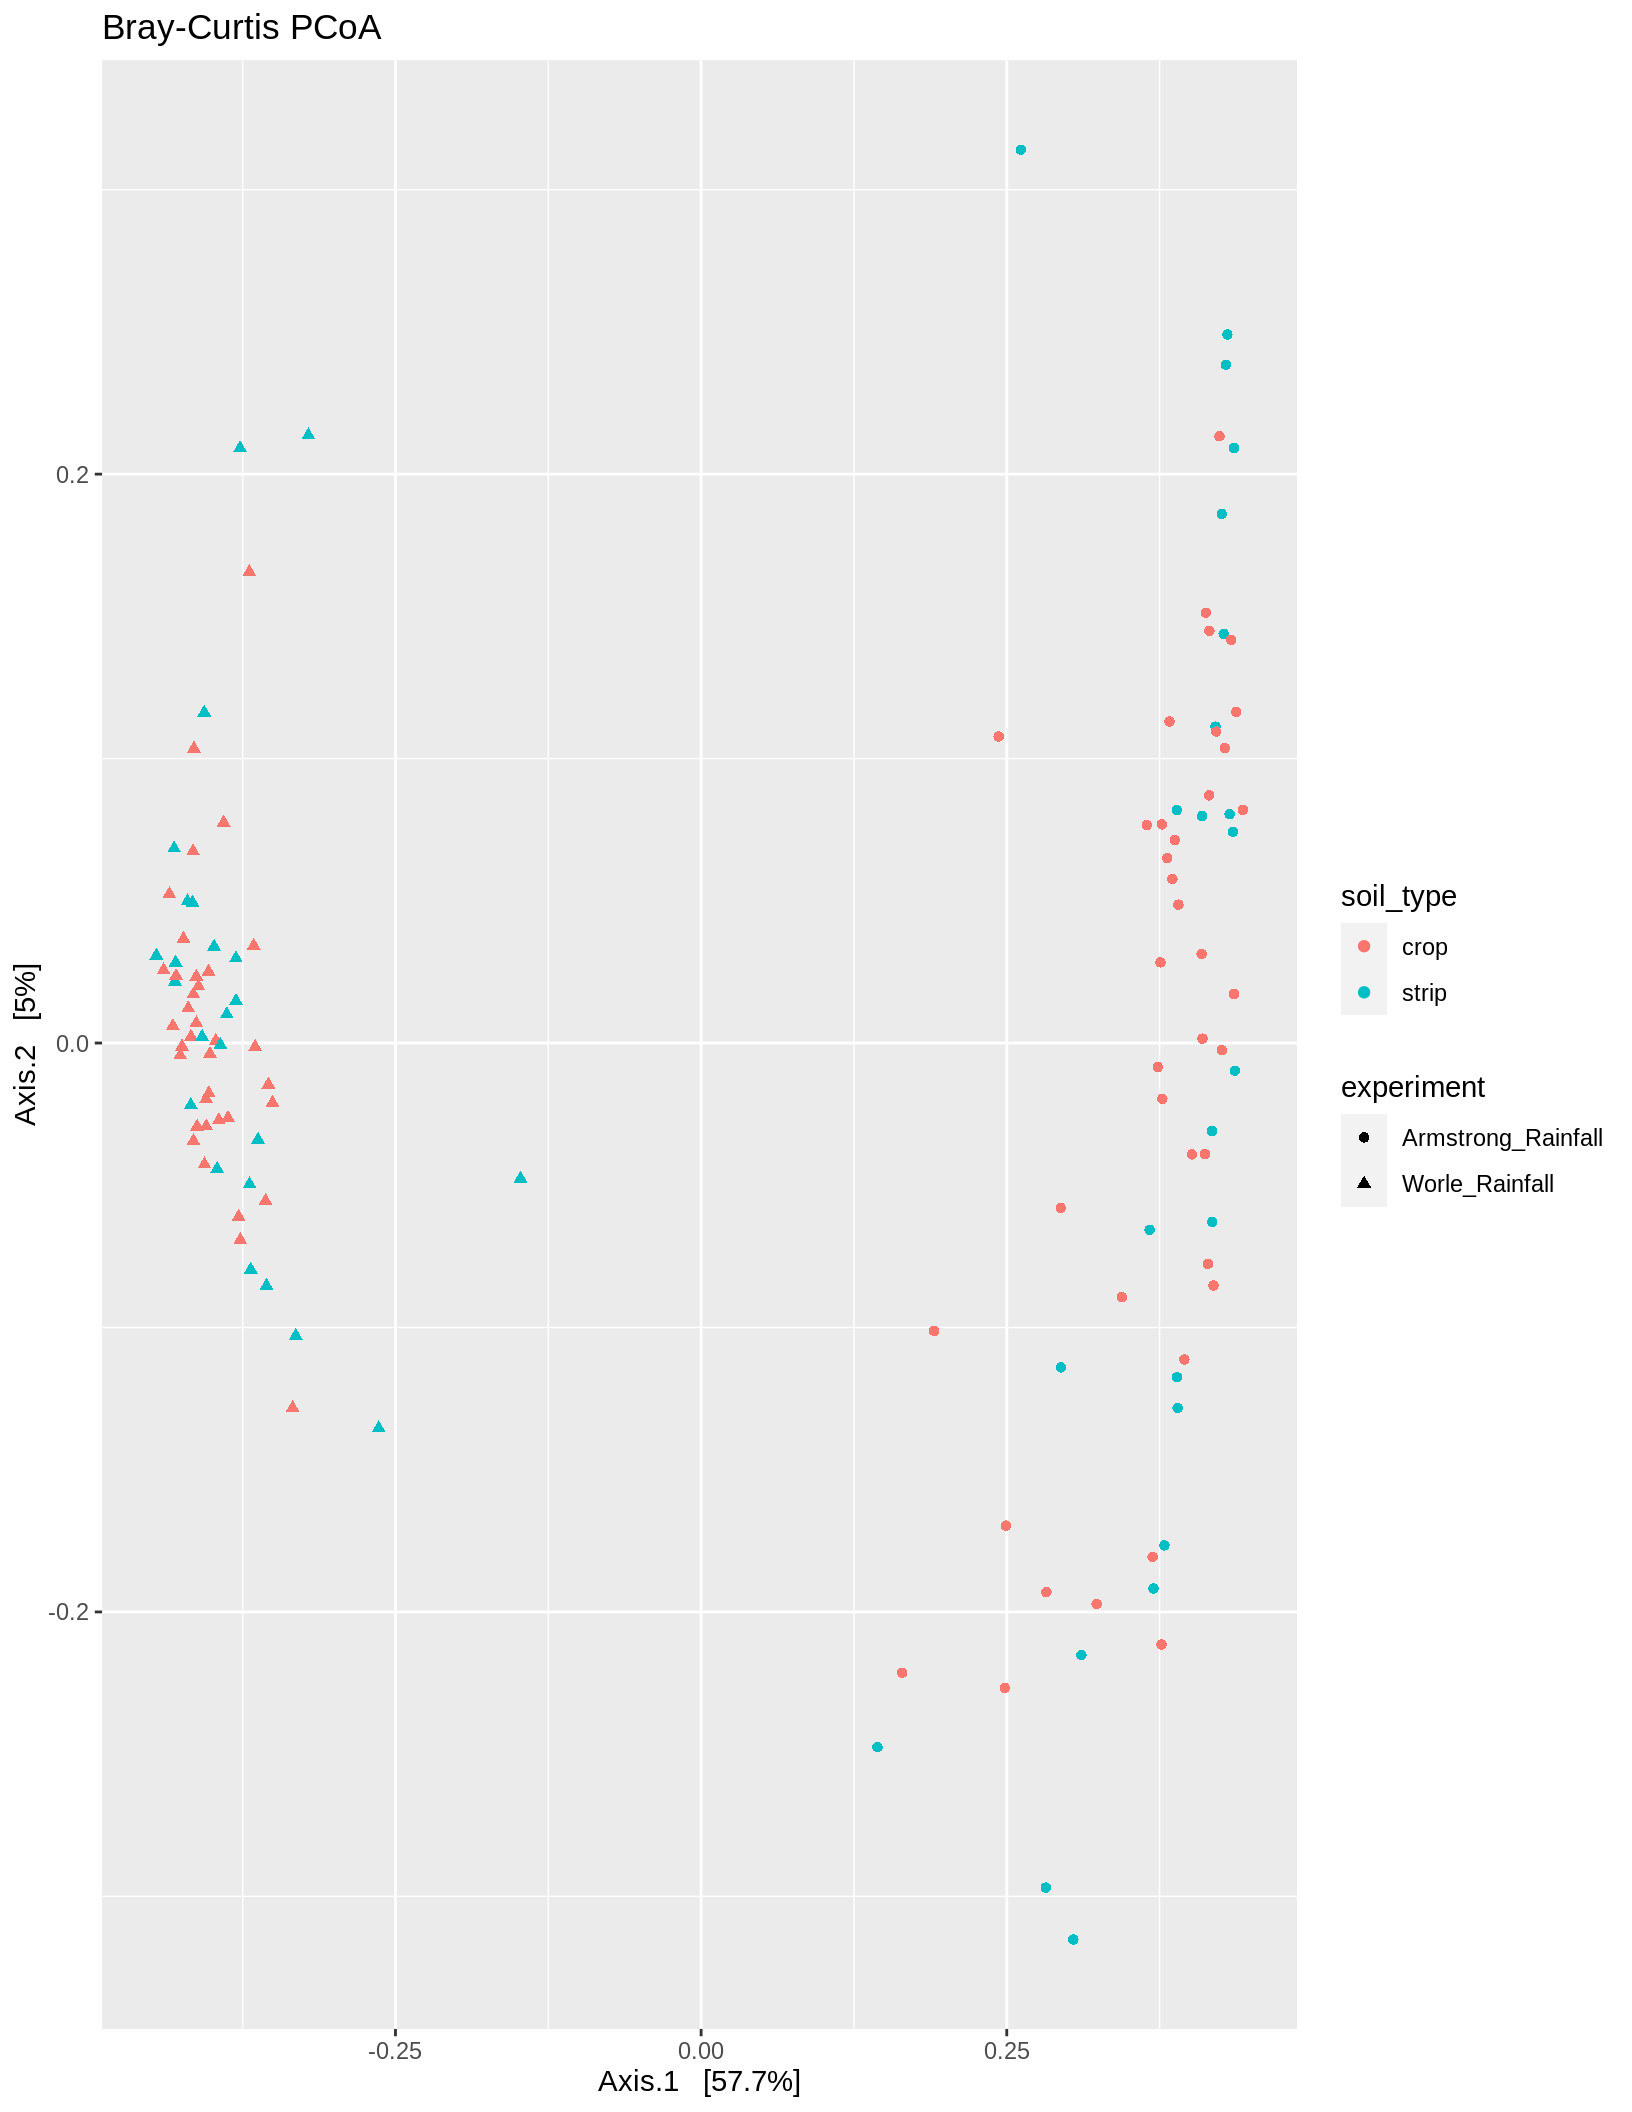 Bray-Curtis PCoA
0.2
0.0
-0.2
Axis.2 [5%]
-0.25
0.00
0.25
Axis.1 [57.7%]
soil_type
crop
strip
experiment
Armstrong_Rainfall
Worle_Rainfall